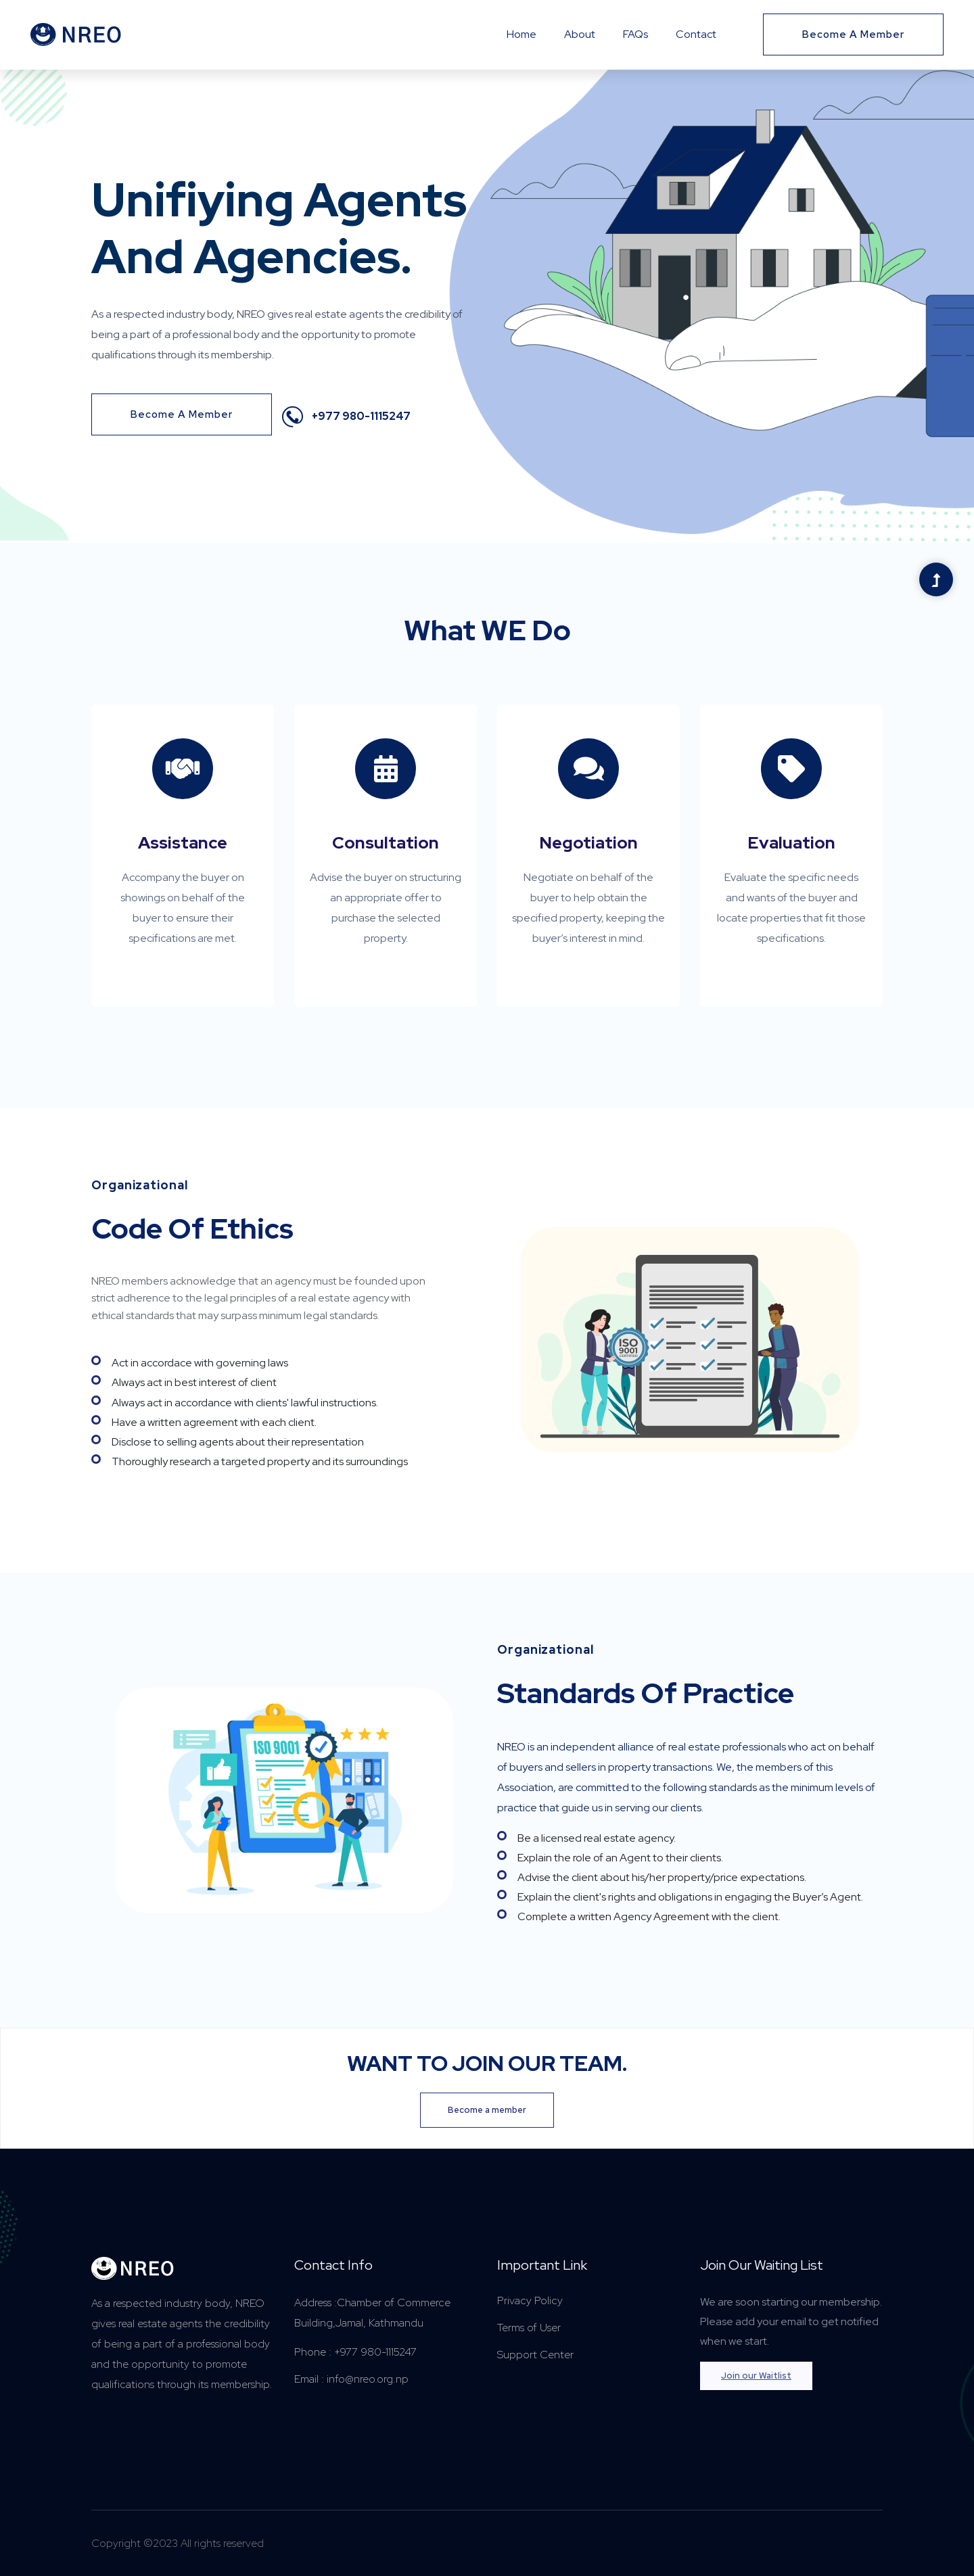 NREO
Home
About
FAQs
Contact
Become A Member
Unifiying Agents
And Agencies.
As a respected industry body, NREO gives real estate agents the credibility of
being a part of a professional body and the opportunity to promote
qualifications through its membership.
Become A Member
+977 980-1115247
What WE Do
Assistance
Accompany the buyer on
showings on behalf of the
buyer to ensure their
specifications are met.
Consultation
Advise the buyer on structuring
an appropriate offer to
purchase the selected
property.
Negotiation
Negotiate on behalf of the
buyer to help obtain the
specified property, keeping the
buyer's interest in mind.
Evaluation
Evaluate the specific needs
and wants of the buyer and
locate properties that fit those
specifications.
Organizational
Code Of Ethics
NREO members acknowledge that an agency must be founded upon
strict adherence to the legal principles of a real estate agency with
ethical standards that may surpass minimum legal standards.
Act in accordace with governing laws
Always act in best interest of client
Always act in accordance with clients' lawful instructions.
Have a written agreement with each client.
Disclose to selling agents about their representation
Thoroughly research a targeted property and its surroundings
ISO
9001
CERTIFIED
ISO 9001
Organizational
Standards Of Practice
NREO is an independent alliance of real estate professionals who act on behalf
of buyers and sellers in property transactions. We, the members of this
Association, are committed to the following standards as the minimum levels of
practice that guide us in serving our clients.
Be a licensed real estate agency.
Explain the role of an Agent to their clients.
Advise the client about his/her property/price expectations.
Explain the client's rights and obligations in engaging the Buyer's Agent.
Complete a written Agency Agreement with the client.
WANT TO JOIN OUR TEAM.
Become a member
NREO
As a respected industry body, NREO
gives real estate agents the credibility
of being a part of a professional body
and the opportunity to promote
qualifications through its membership.
Contact Info
Address :Chamber of Commerce
Building,Jamal, Kathmandu
Phone : +977 980-1115247
Email : info@nreo.org.np
Important Link
Privacy Policy
Terms of User
Support Center
Join Our Waiting List
We are soon starting our membership.
Please add your email to get notified
when we start.
Join our Waitlist
Copyright ©2023 All rights reserved